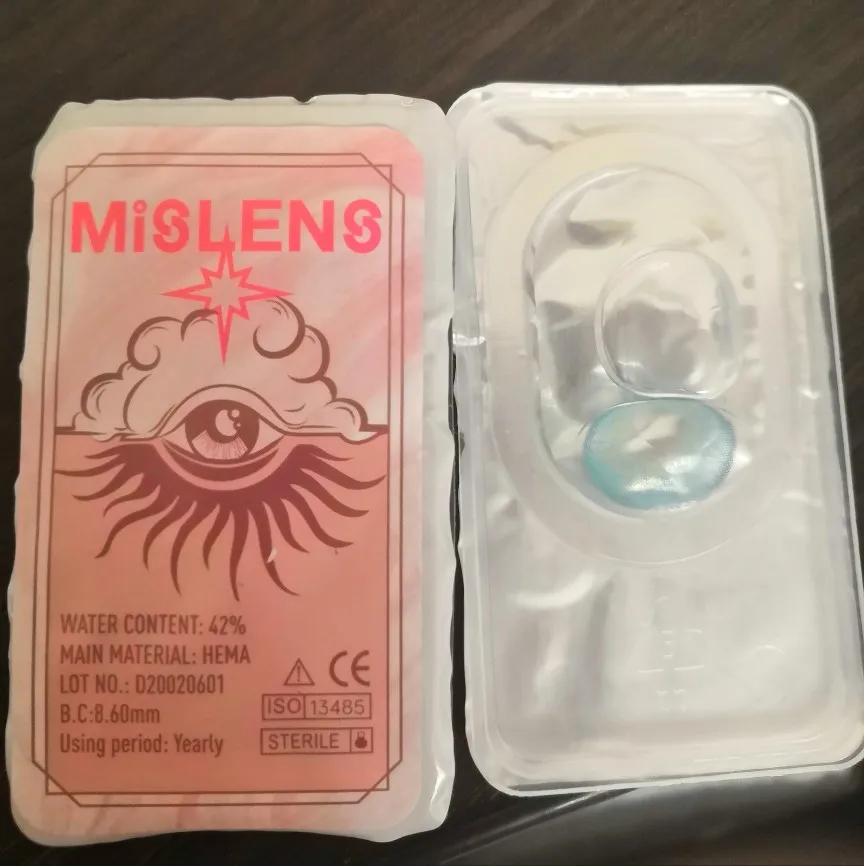 MiSLENS
WATER CONTENT: 42%
MAIN MATERIAL: HEMA
LOT NO.: D20020601
B.C:8.60mm
Using period: Yearly
CE
ISO 13485
STERILE